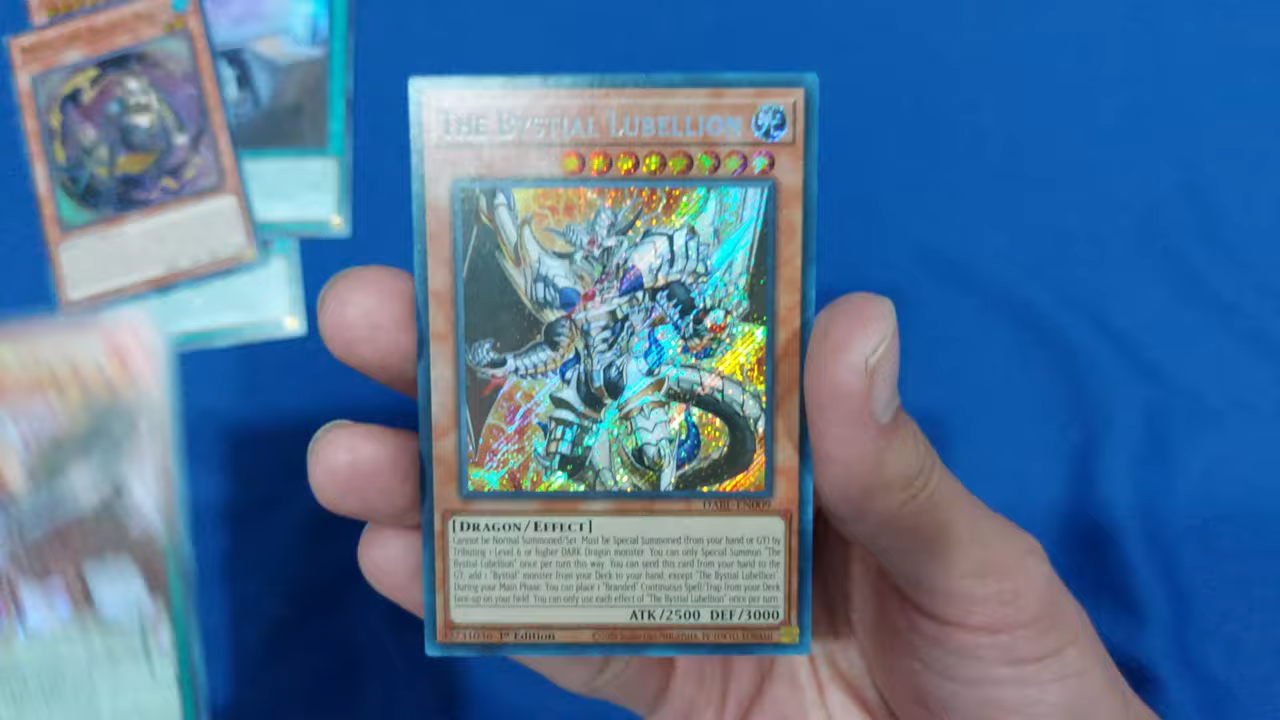 THE BYSTIAL LUBELLION
DABL-EN009
[DRAGON/EFFECT]
Cannot be Normal Summoned/Set. Must be Special Summoned (from your hand or GY) by
Tributing 1 Level 6 or higher DARK Dragon monster. You can only Special Summon "The
Bystial Lubellion" once per turn this way. You can send this card from your hand to the
GY; add 1 "Bystial" monster from your Deck to your hand, except "The Bystial Lubellion".
During your Main Phase: You can place 1 "Branded" Continuous Spell/Trap from your Deck
face-up on your field. You can only use each effect of "The Bystial Lubellion" once per turn.
ATK/2500 DEF/3000
1st Edition